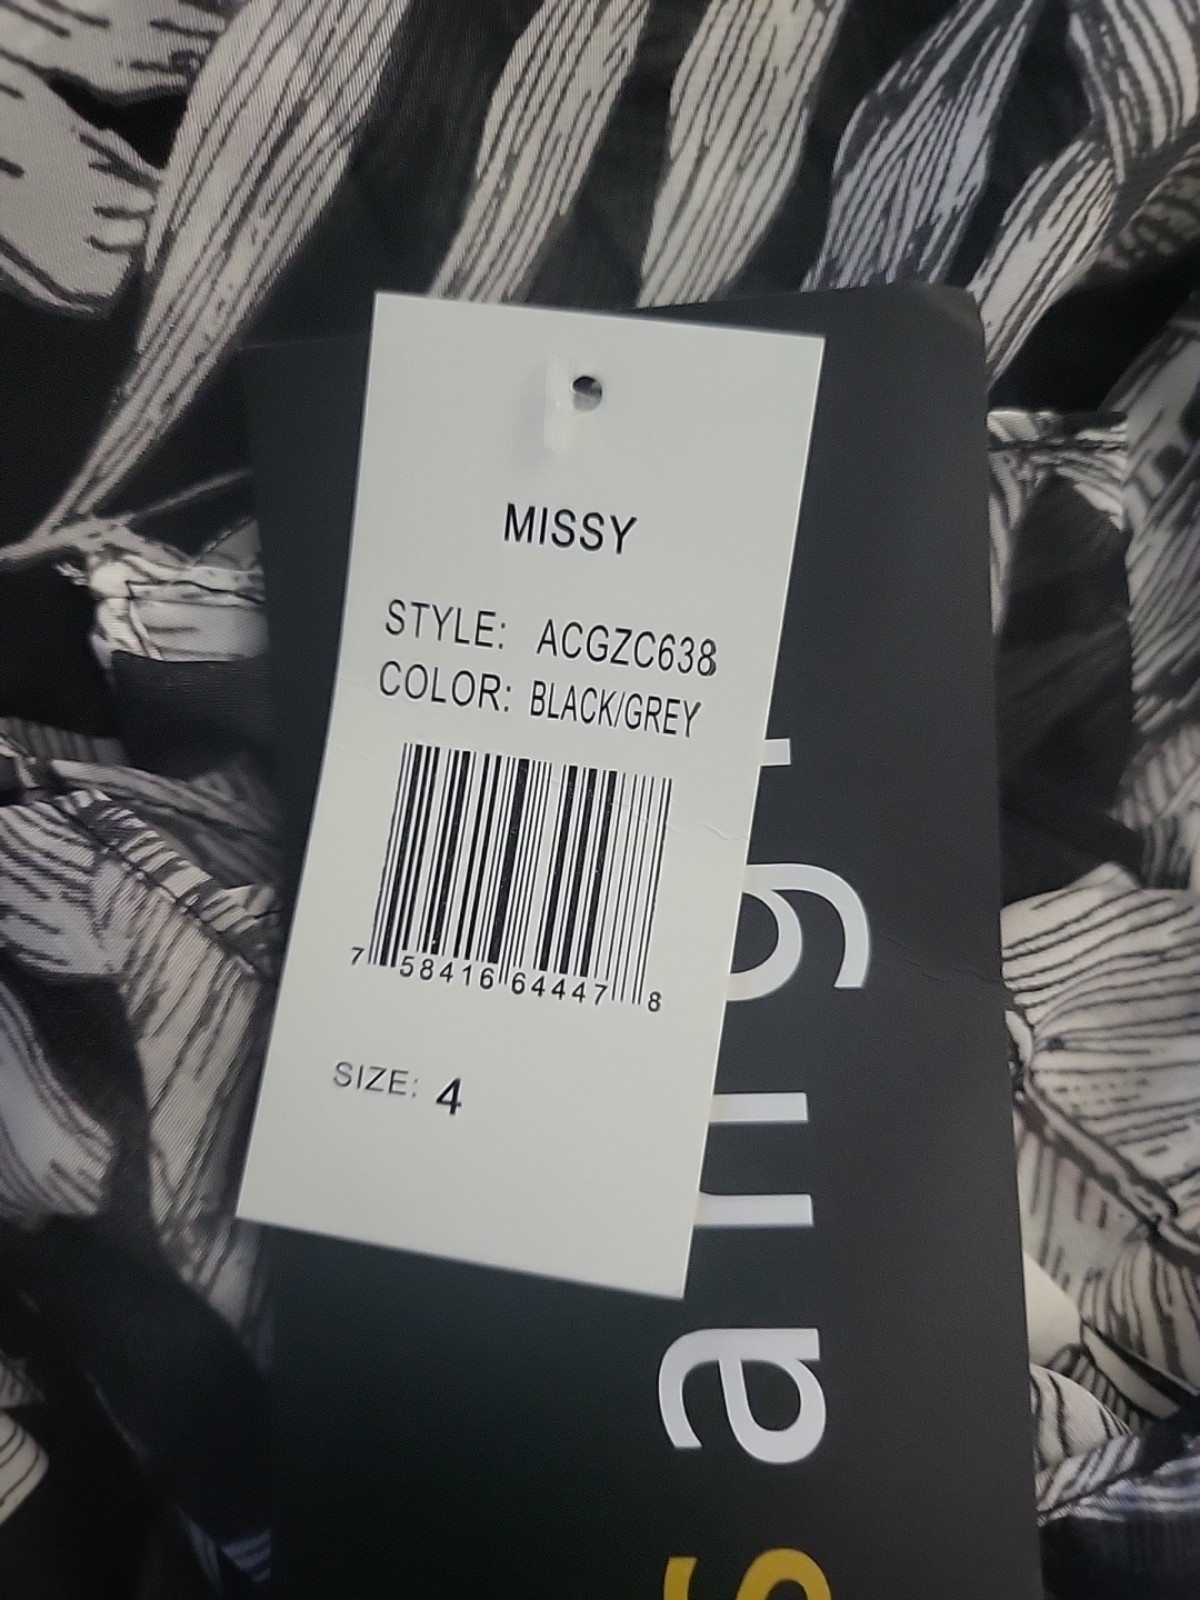 MISSY
STYLE: ACGZC638
COLOR: BLACK/GREY
7 58416 64447 8
SIZE: 4